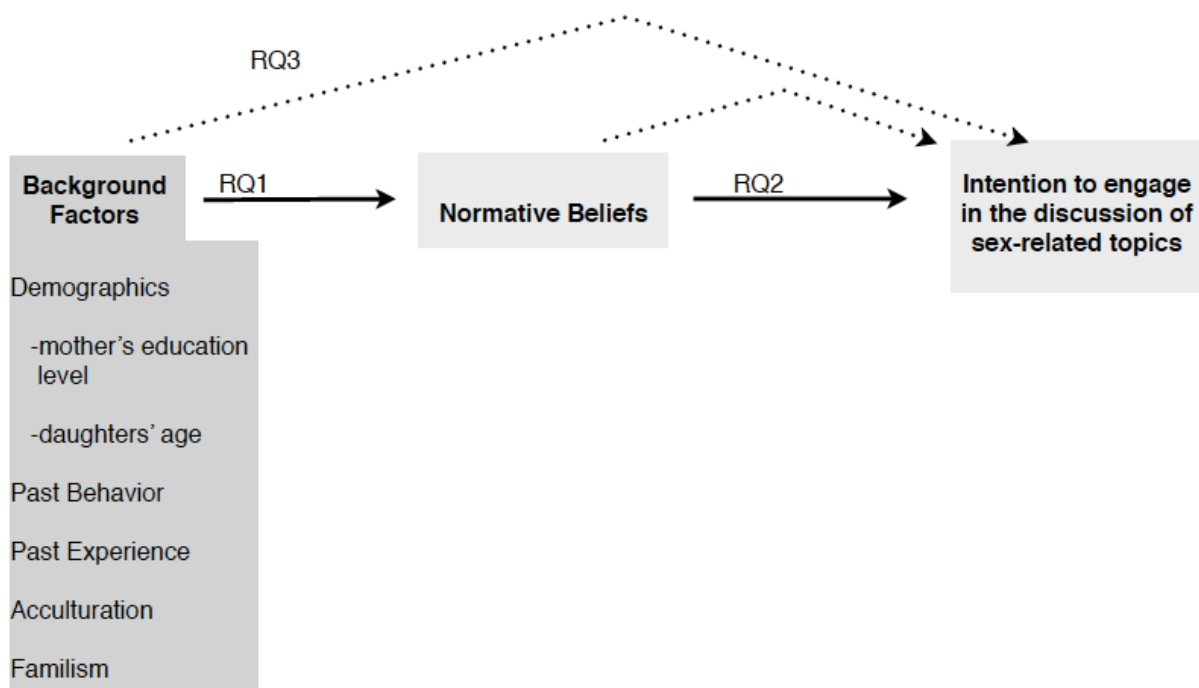 RQ3
Background
Factors
RQ1
Normative Beliefs
RQ2
Intention to engage
in the discussion of
sex-related topics
Demographics
-mother’s education
level
-daughters’ age
Past Behavior
Past Experience
Acculturation
Familism